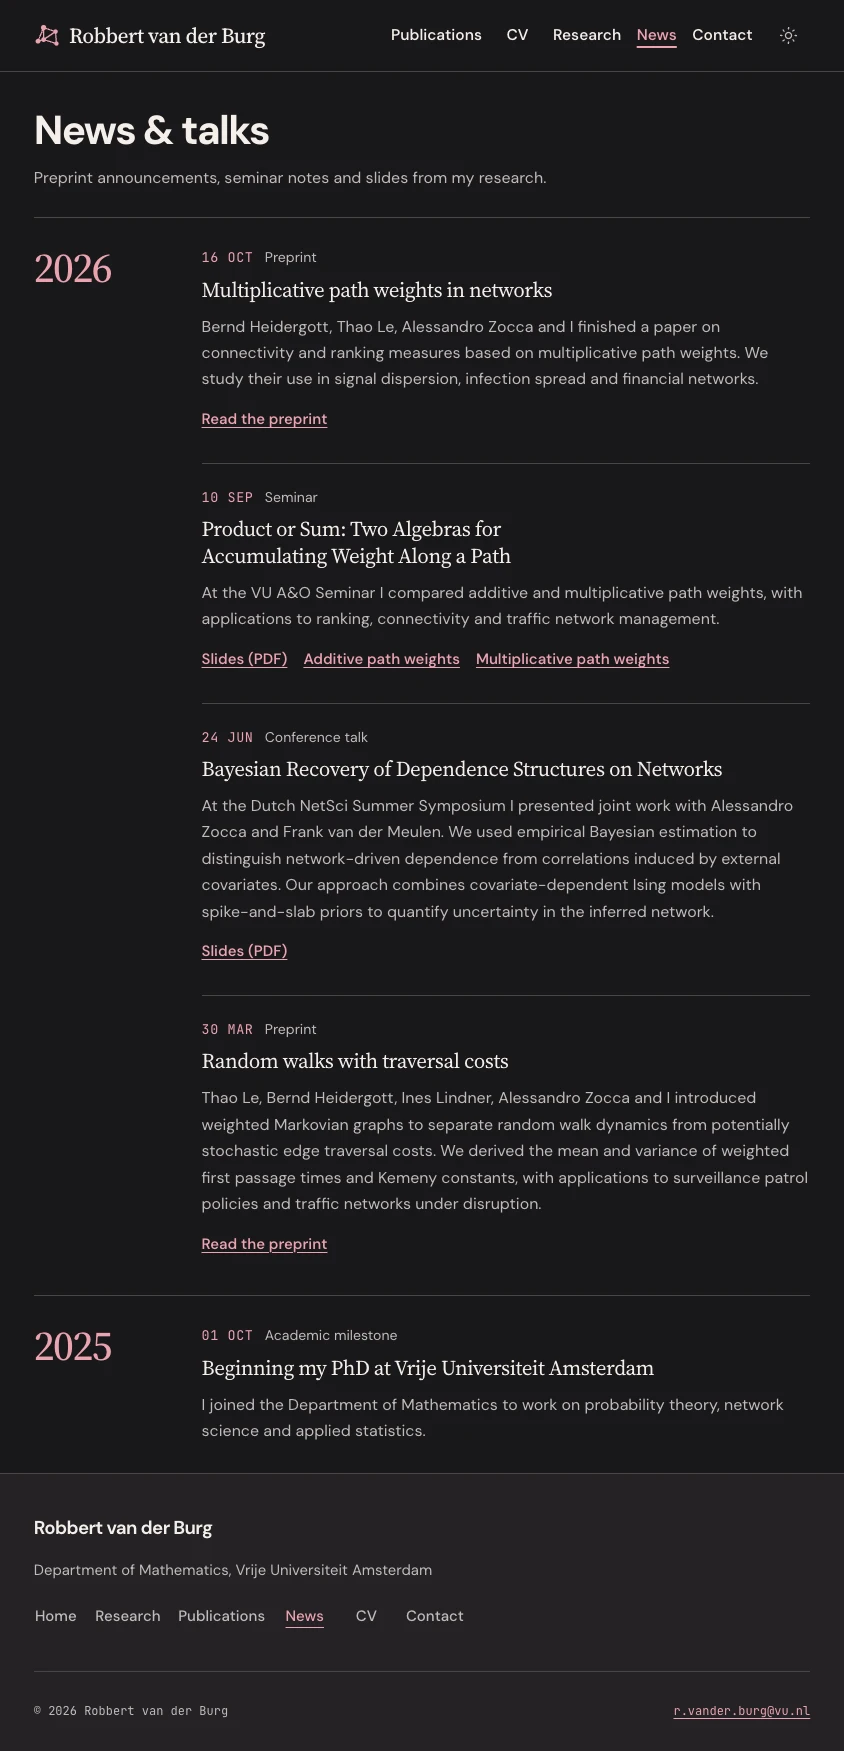 Robbert van der Burg
Publications CV Research News Contact
News & talks
Preprint announcements, seminar notes and slides from my research.
2026
16 OCT Preprint
Multiplicative path weights in networks
Bernd Heidergott, Thao Le, Alessandro Zocca and I finished a paper on
connectivity and ranking measures based on multiplicative path weights. We
study their use in signal dispersion, infection spread and financial networks.
Read the preprint
10 SEP Seminar
Product or Sum: Two Algebras for
Accumulating Weight Along a Path
At the VU A&O Seminar I compared additive and multiplicative path weights, with
applications to ranking, connectivity and traffic network management.
Slides (PDF) Additive path weights Multiplicative path weights
24 JUN Conference talk
Bayesian Recovery of Dependence Structures on Networks
At the Dutch NetSci Summer Symposium I presented joint work with Alessandro
Zocca and Frank van der Meulen. We used empirical Bayesian estimation to
distinguish network-driven dependence from correlations induced by external
covariates. Our approach combines covariate-dependent Ising models with
spike-and-slab priors to quantify uncertainty in the inferred network.
Slides (PDF)
30 MAR Preprint
Random walks with traversal costs
Thao Le, Bernd Heidergott, Ines Lindner, Alessandro Zocca and I introduced
weighted Markovian graphs to separate random walk dynamics from potentially
stochastic edge traversal costs. We derived the mean and variance of weighted
first passage times and Kemeny constants, with applications to surveillance patrol
policies and traffic networks under disruption.
Read the preprint
2025
01 OCT Academic milestone
Beginning my PhD at Vrije Universiteit Amsterdam
I joined the Department of Mathematics to work on probability theory, network
science and applied statistics.
Robbert van der Burg
Department of Mathematics, Vrije Universiteit Amsterdam
Home Research Publications News CV Contact
© 2026 Robbert van der Burg
r.vander.burg@vu.nl